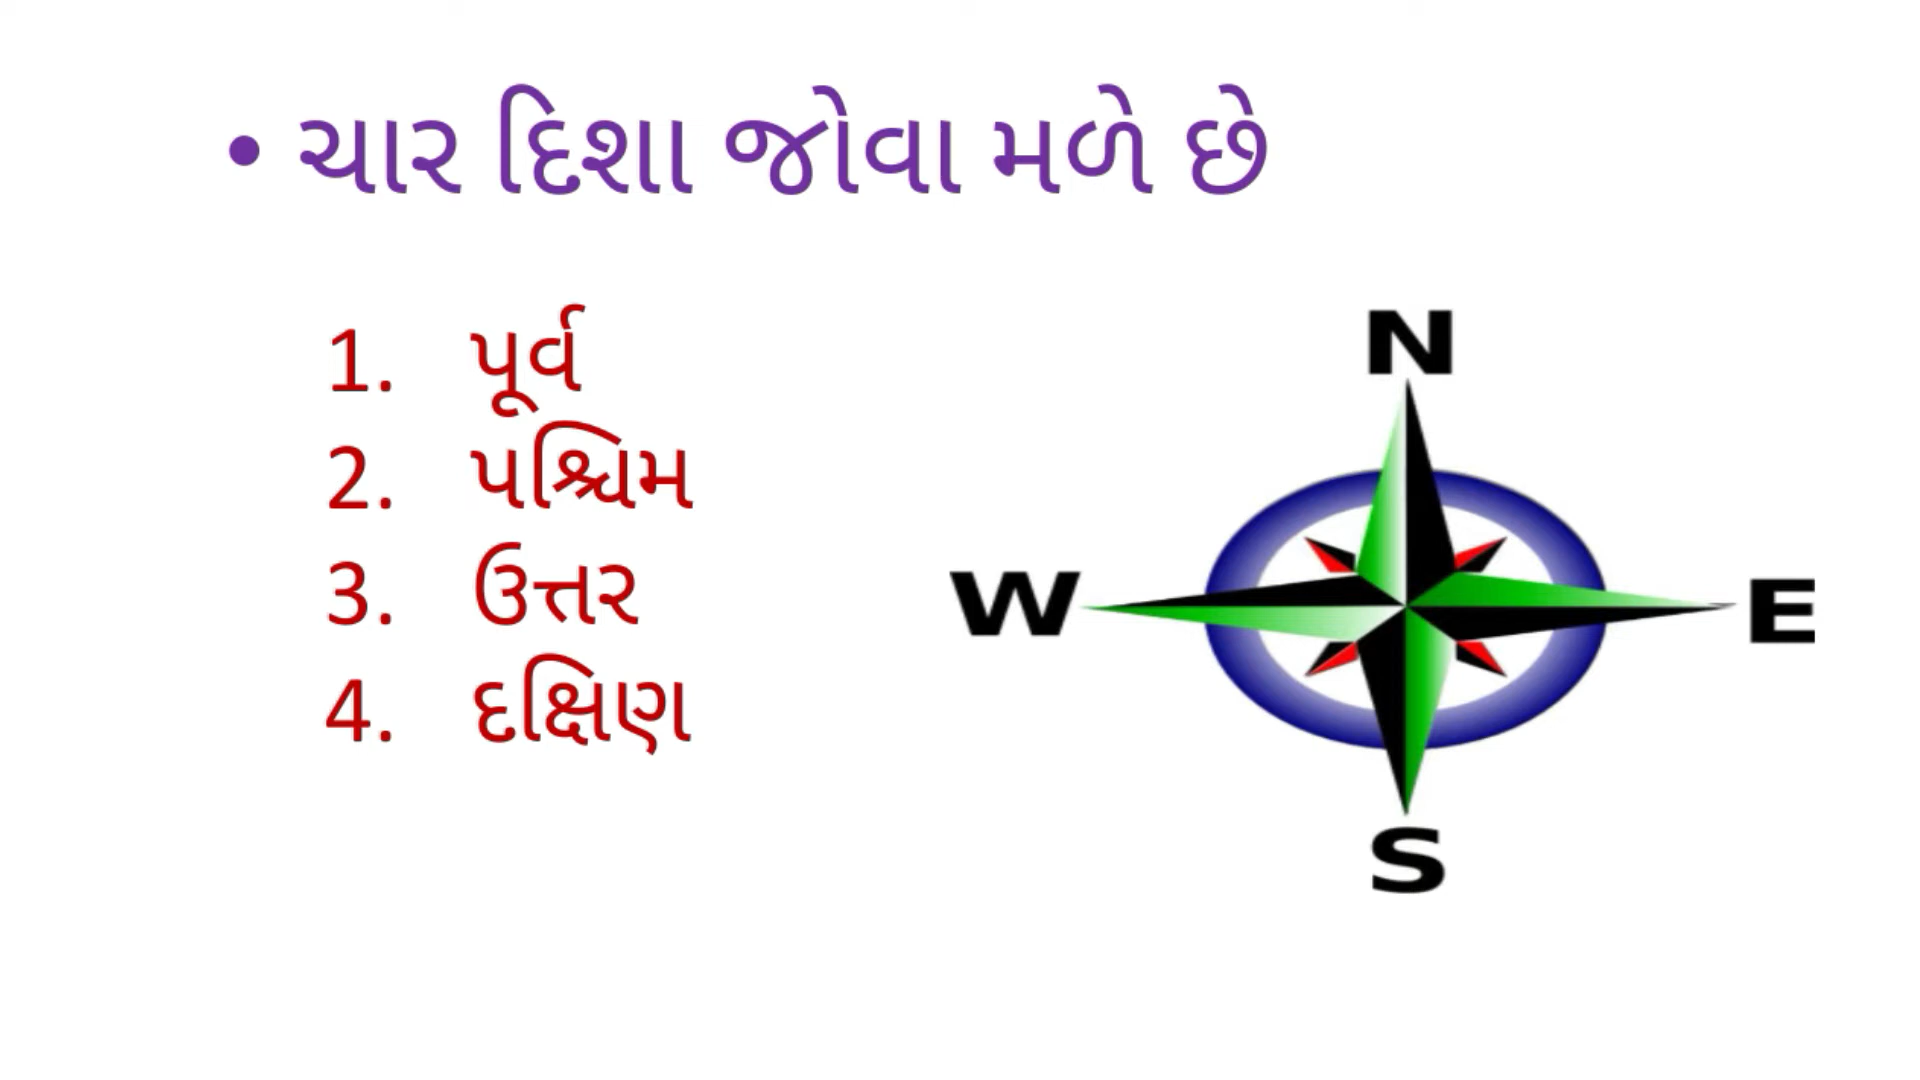 • ચાર દિશા જોવા મળે છે
1. પૂર્વ
2. પશ્ચિમ
3. ઉત્તર
4. દક્ષિણ
N
W E
S